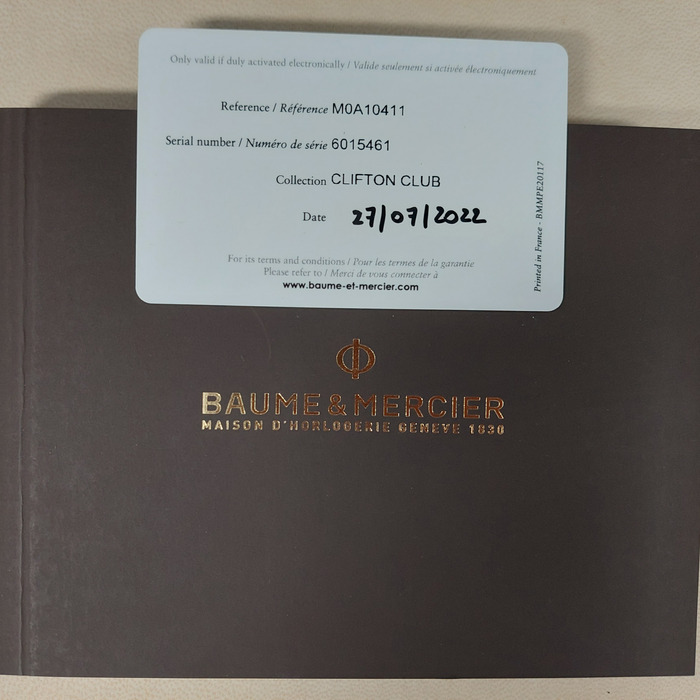 Only valid if duly activated electronically / Valide seulement si activée électroniquement
Reference / Référence M0A10411
Serial number / Numéro de série 6015461
Collection CLIFTON CLUB
Date 27/07/2022
For its terms and conditions / Pour les termes de la garantie
Please refer to / Merci de vous connecter à
www.baume-et-mercier.com
Printed in France - BMMPE20117
BAUME & MERCIER
MAISON D'HORLOGERIE GENEVE 1830